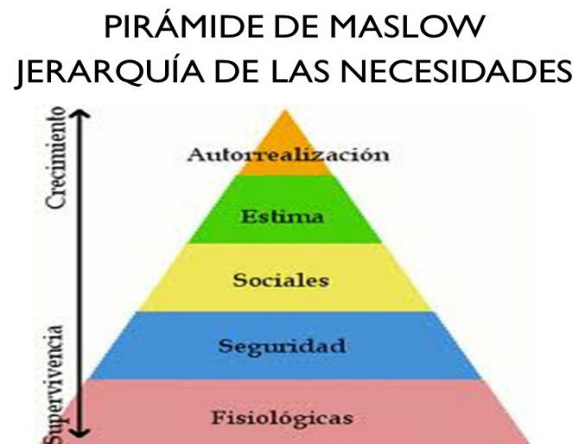 PIRÁMIDE DE MASLOW
JERARQUÍA DE LAS NECESIDADES
Crecimiento
Autorrealización
Estima
Sociales
Seguridad
Supervivencia
Fisiológicas